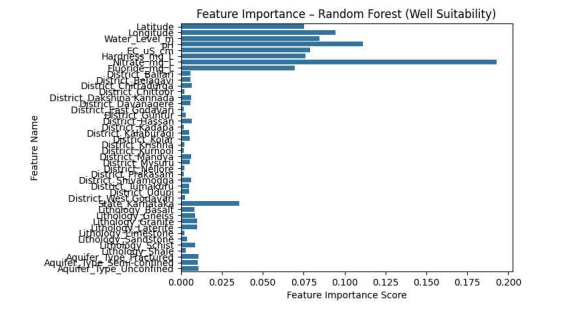 Feature Importance – Random Forest (Well Suitability)
Latitude
Longitude
Water_Level_m
pH
EC_uS_cm
Hardness_mg_L
Nitrate_mg_L
Fluoride_mg_L
District_Ballari
District_Belagavi
District_Chitradurga
District_Chittoor
District_Dakshina Kannada
District_Davanagere
District_East Godavari
District_Guntur
District_Hassan
District_Kadapa
District_Kalaburagi
District_Kolar
District_Krishna
District_Kurnool
District_Mandya
District_Mysuru
District_Nellore
District_Prakasam
District_Shivamogga
District_Tumakuru
District_Udupi
District_West Godavari
State_Karnataka
Lithology_Basalt
Lithology_Gneiss
Lithology_Granite
Lithology_Laterite
Lithology_Limestone
Lithology_Sandstone
Lithology_Schist
Lithology_Shale
Aquifer_Type_Fractured
Aquifer_Type_Semi-confined
Aquifer_Type_Unconfined
Feature Name
0.000 0.025 0.050 0.075 0.100 0.125 0.150 0.175 0.200
Feature Importance Score